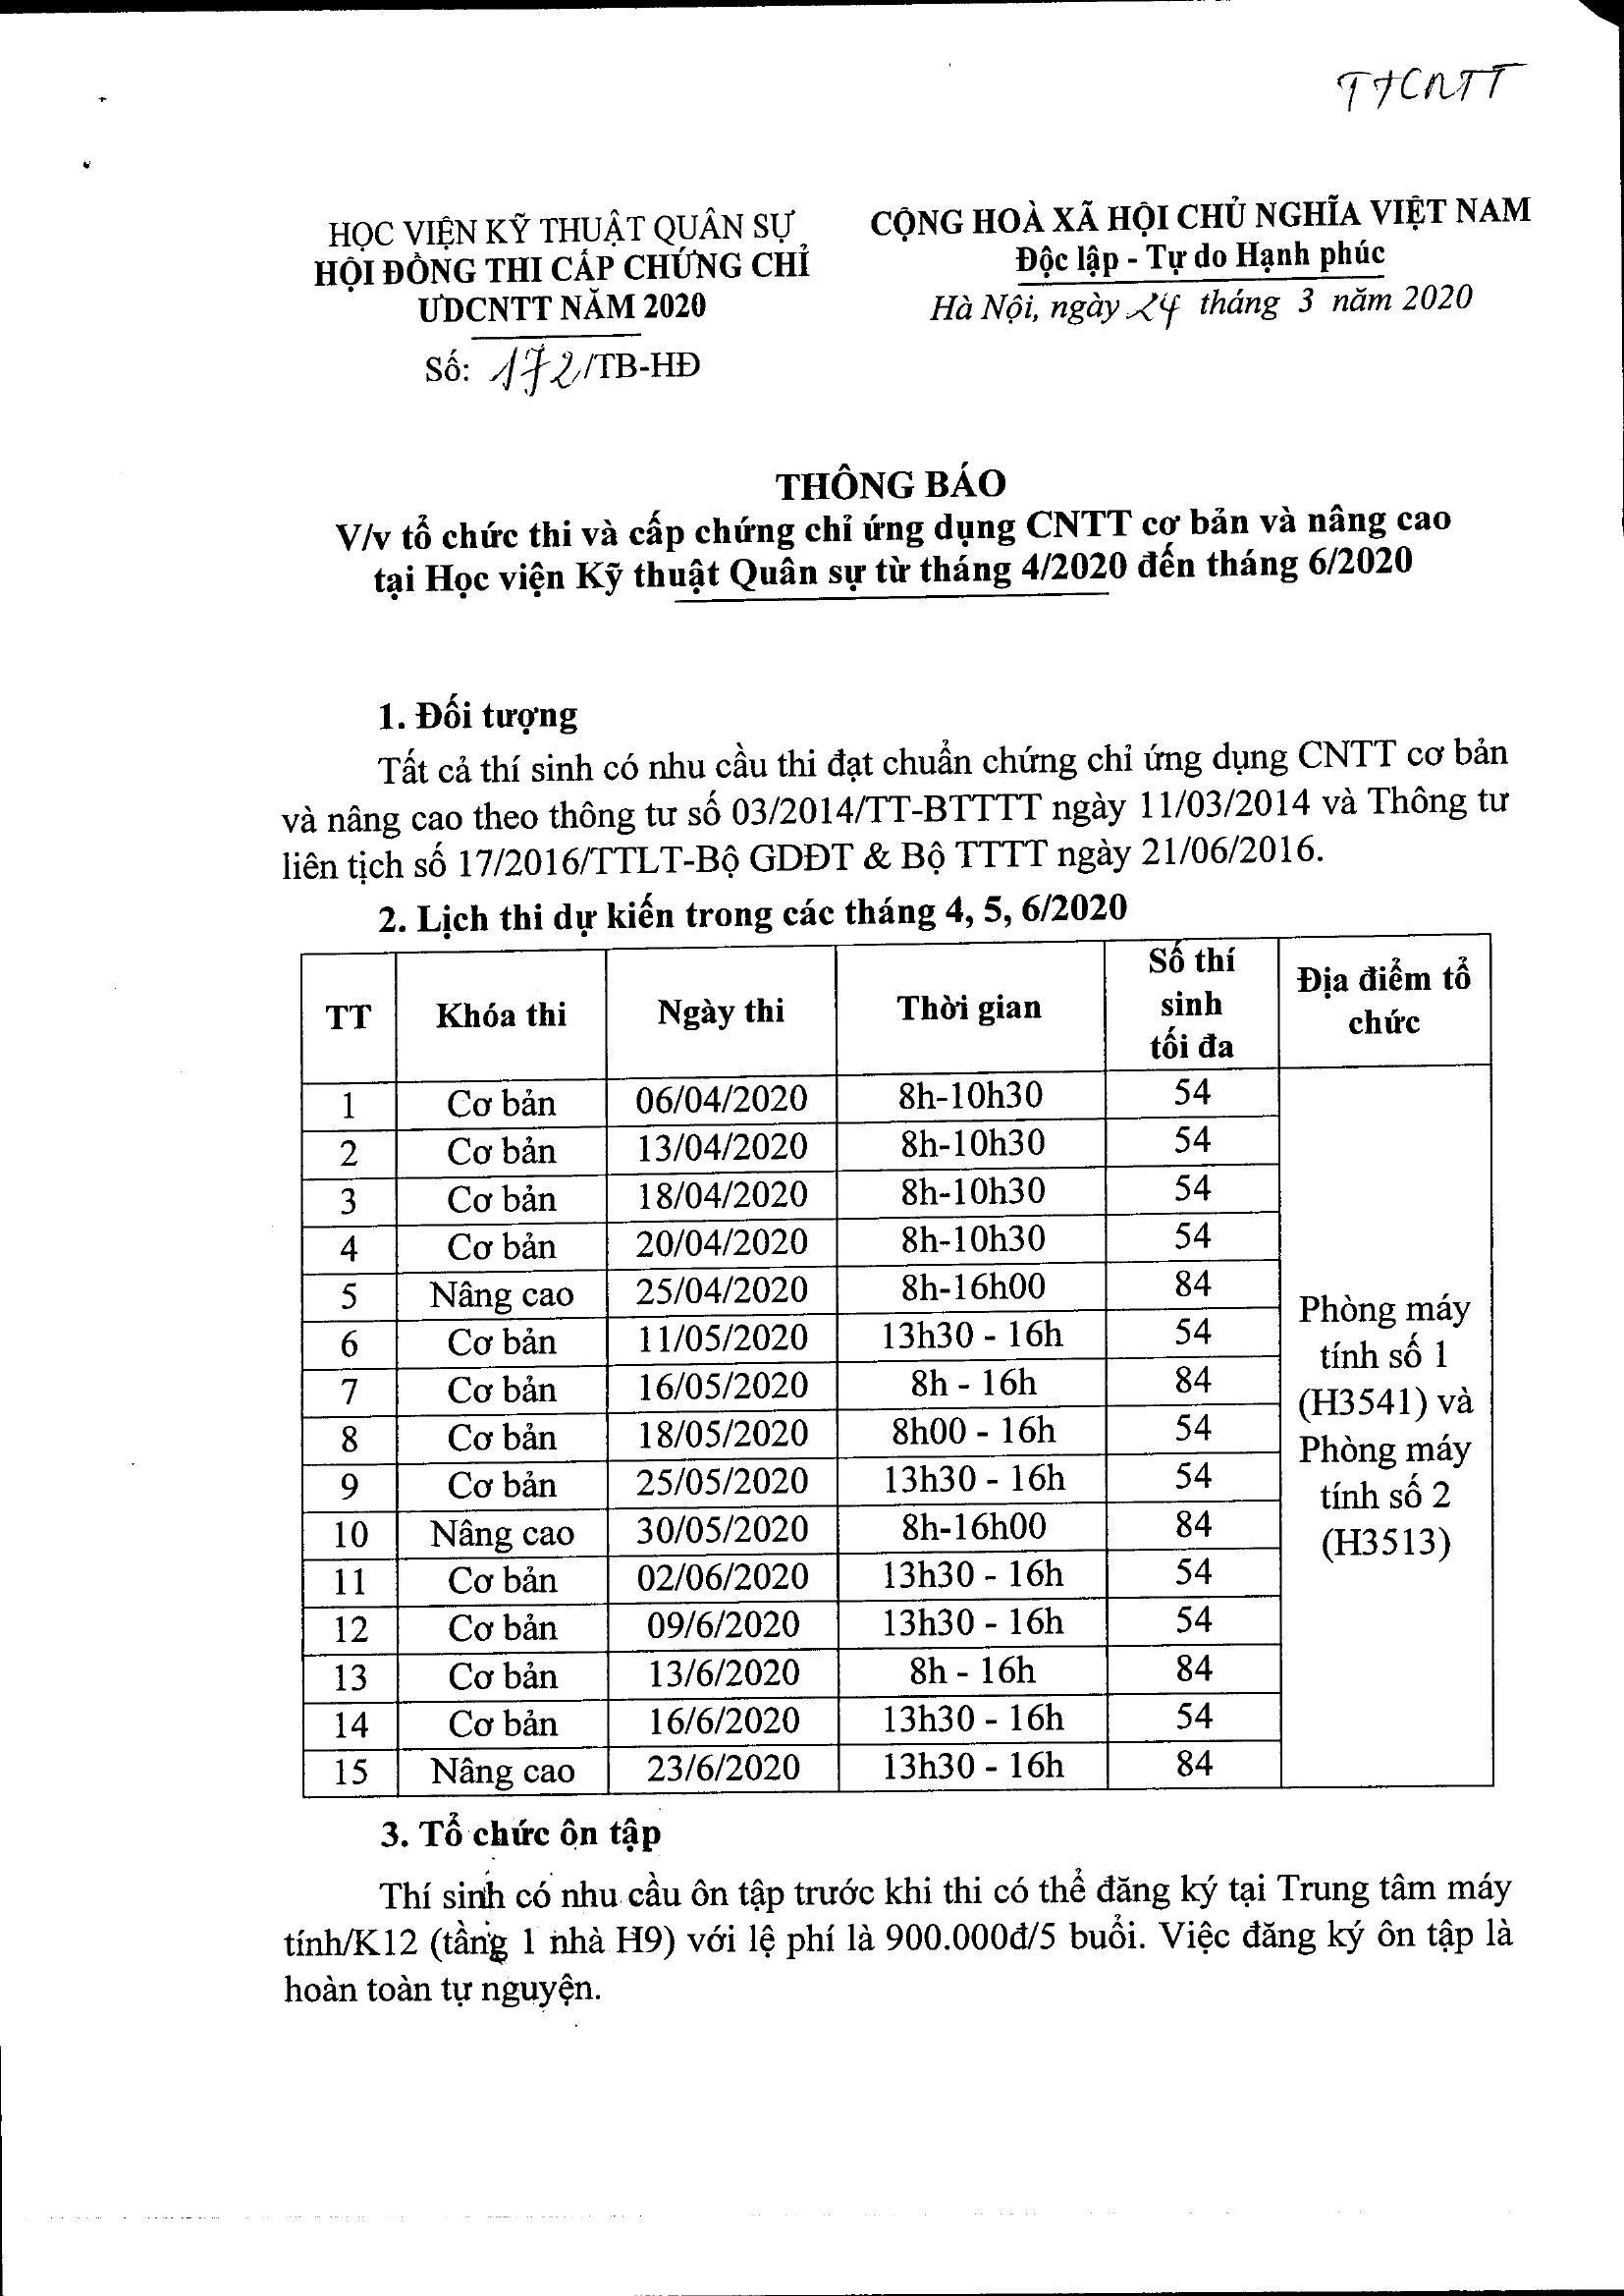 TTCNTT
HỌC VIỆN KỸ THUẬT QUÂN SỰ
HỘI ĐỒNG THI CẤP CHỨNG CHỈ
ƯDCNTT NĂM 2020
Số: 172/TB-HĐ
CỘNG HOÀ XÃ HỘI CHỦ NGHĨA VIỆT NAM
Độc lập - Tự do Hạnh phúc
Hà Nội, ngày 24 tháng 3 năm 2020
THÔNG BÁO
V/v tổ chức thi và cấp chứng chỉ ứng dụng CNTT cơ bản và nâng cao
tại Học viện Kỹ thuật Quân sự từ tháng 4/2020 đến tháng 6/2020
1. Đối tượng
Tất cả thí sinh có nhu cầu thi đạt chuẩn chứng chỉ ứng dụng CNTT cơ bản
và nâng cao theo thông tư số 03/2014/TT-BTTTT ngày 11/03/2014 và Thông tư
liên tịch số 17/2016/TTLT-Bộ GDĐT & Bộ TTTT ngày 21/06/2016.
2. Lịch thi dự kiến trong các tháng 4, 5, 6/2020
TT Khóa thi Ngày thi Thời gian Số thí sinh tối đa Địa điểm tổ chức
1 Cơ bản 06/04/2020 8h-10h30 54
2 Cơ bản 13/04/2020 8h-10h30 54
3 Cơ bản 18/04/2020 8h-10h30 54
4 Cơ bản 20/04/2020 8h-10h30 54
5 Nâng cao 25/04/2020 8h-16h00 84
6 Cơ bản 11/05/2020 13h30 - 16h 54
7 Cơ bản 16/05/2020 8h - 16h 84
8 Cơ bản 18/05/2020 8h00 - 16h 54
9 Cơ bản 25/05/2020 13h30 - 16h 54
10 Nâng cao 30/05/2020 8h-16h00 84
11 Cơ bản 02/06/2020 13h30 - 16h 54
12 Cơ bản 09/6/2020 13h30 - 16h 54
13 Cơ bản 13/6/2020 8h - 16h 84
14 Cơ bản 16/6/2020 13h30 - 16h 54
15 Nâng cao 23/6/2020 13h30 - 16h 84
Phòng máy
tính số 1
(H3541) và
Phòng máy
tính số 2
(H3513)
3. Tổ chức ôn tập
Thí sinh có nhu cầu ôn tập trước khi thi có thể đăng ký tại Trung tâm máy
tính/K12 (tầng 1 nhà H9) với lệ phí là 900.000đ/5 buổi. Việc đăng ký ôn tập là
hoàn toàn tự nguyện.